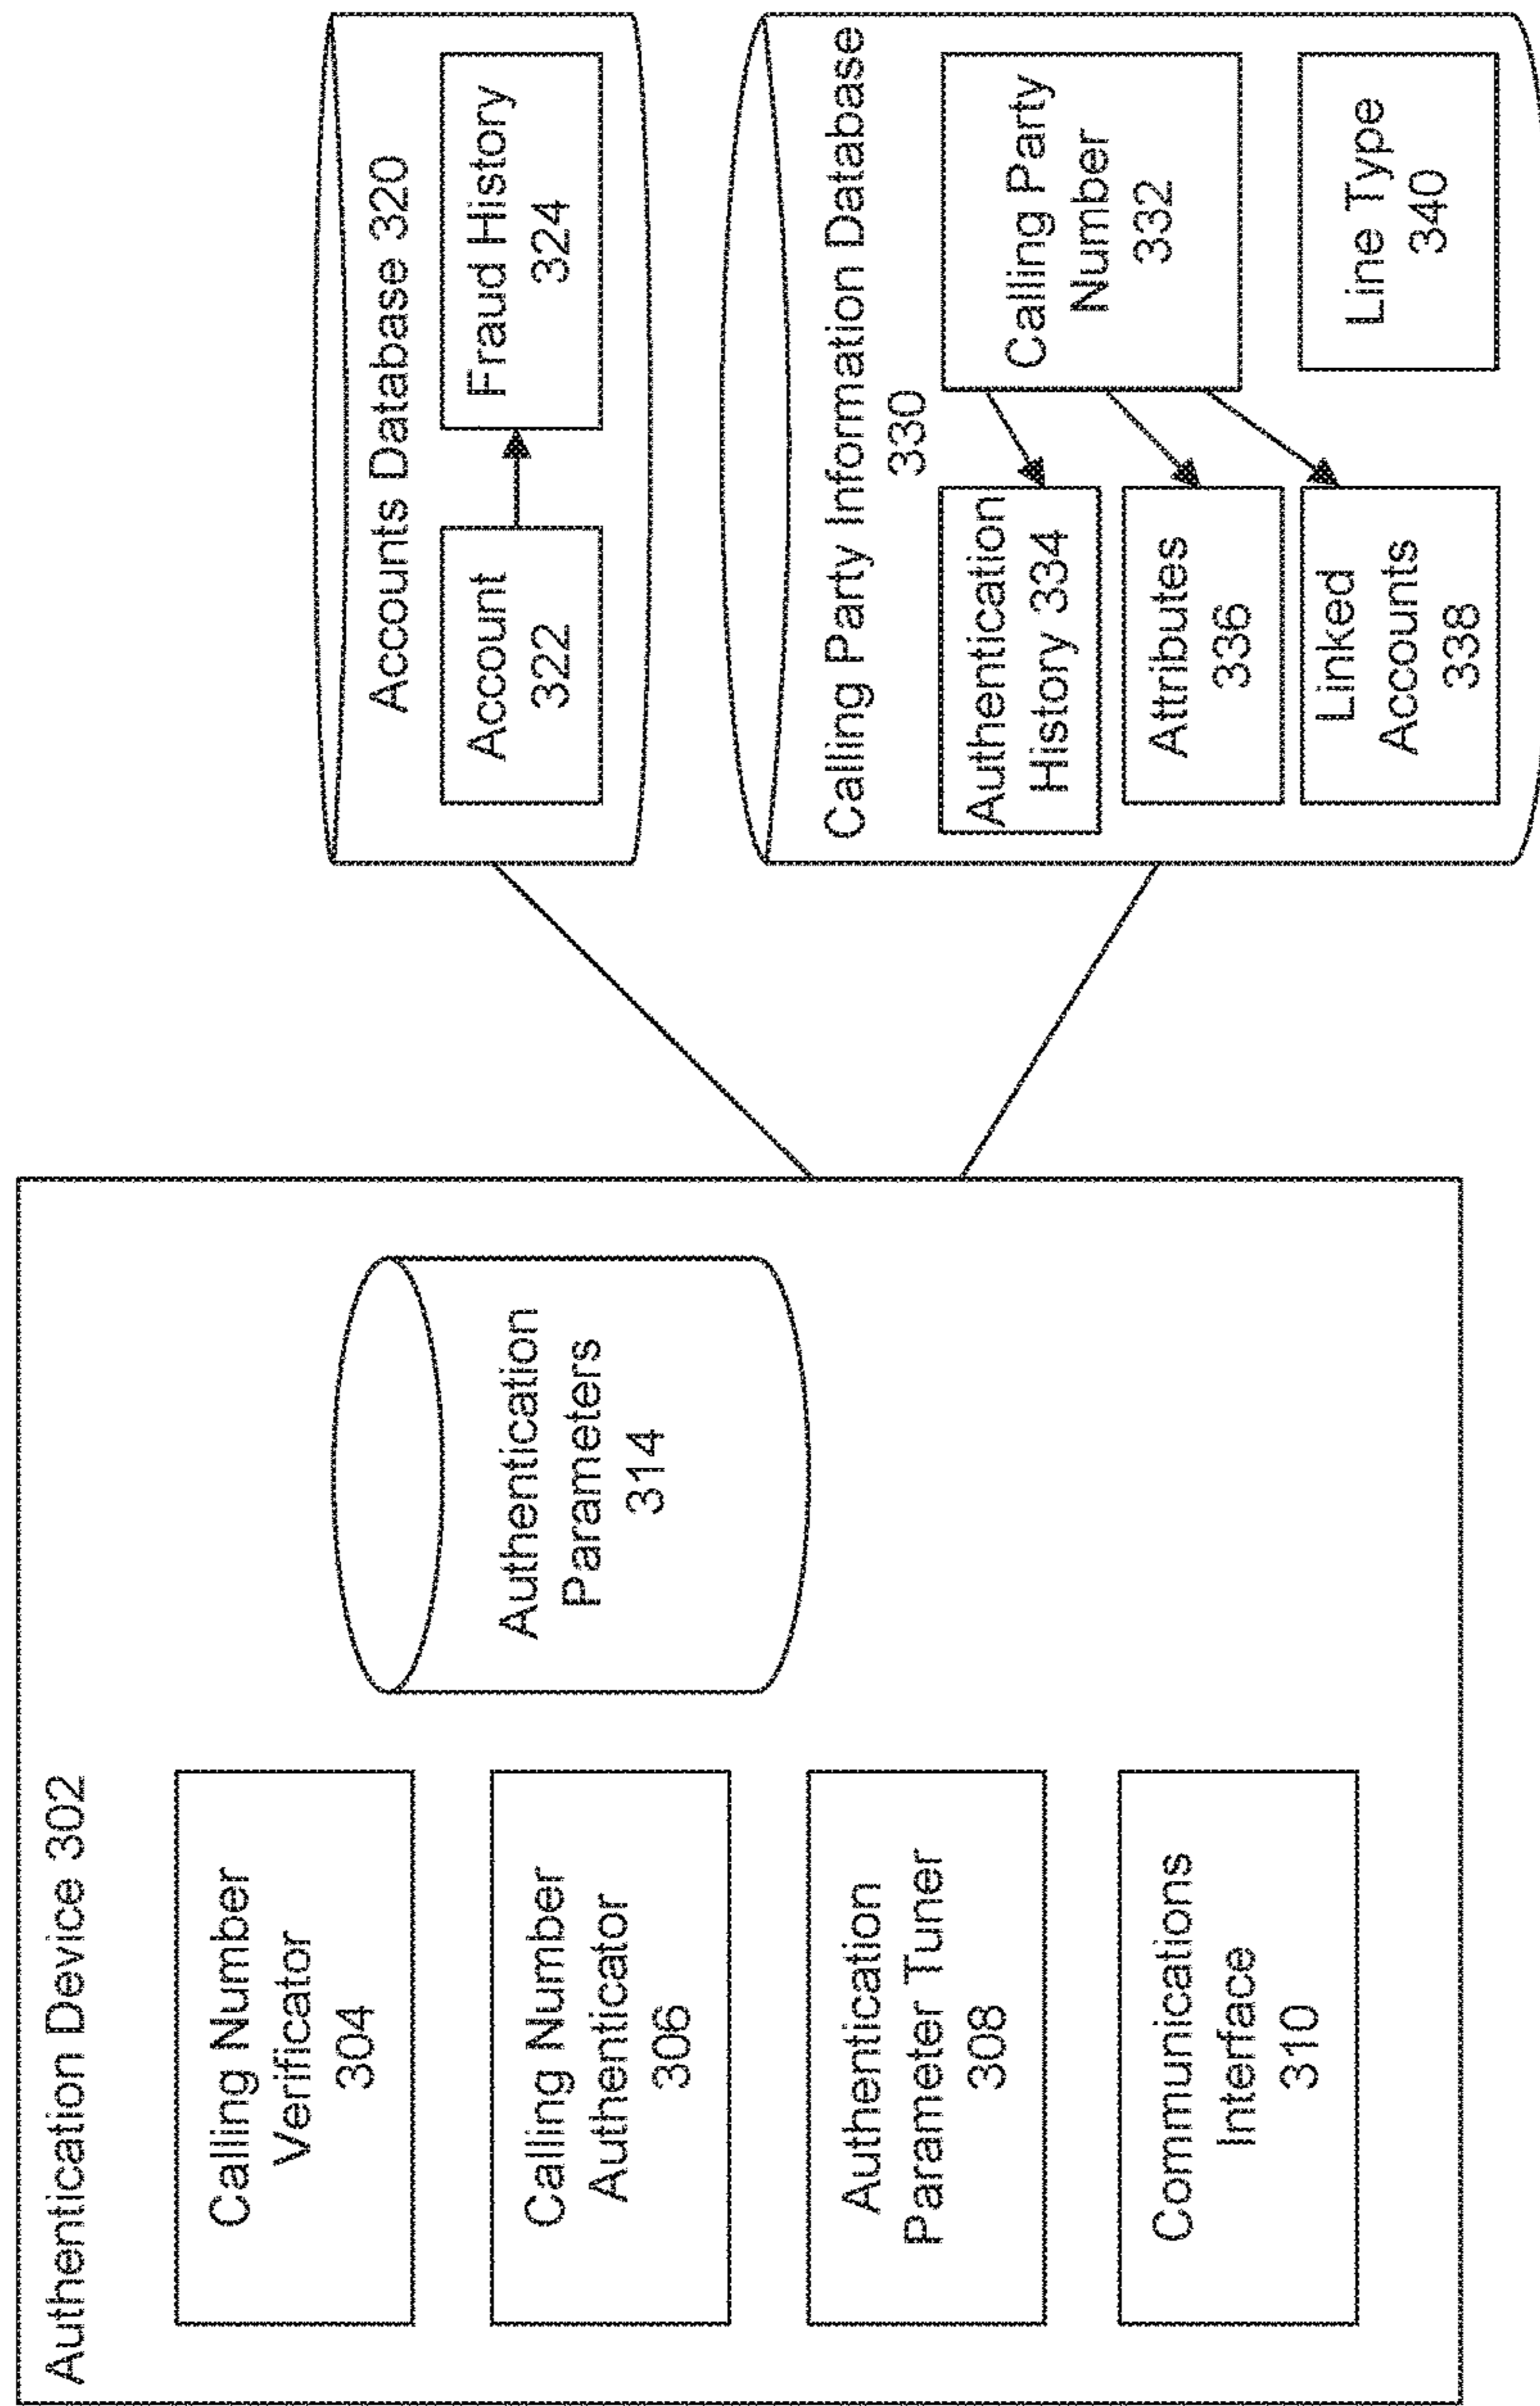 Authentication Device 302
Calling Number
Verificator
304
Calling Number
Authenticator
306
Authentication
Parameter Tuner
308
Communications
Interface
310
Authentication
Parameters
314
Accounts Database 320
Account
322
Fraud History
324
Calling Party Information Database
330
Authentication
History 334
Attributes
336
Linked
Accounts
338
Calling Party
Number
332
Line Type
340